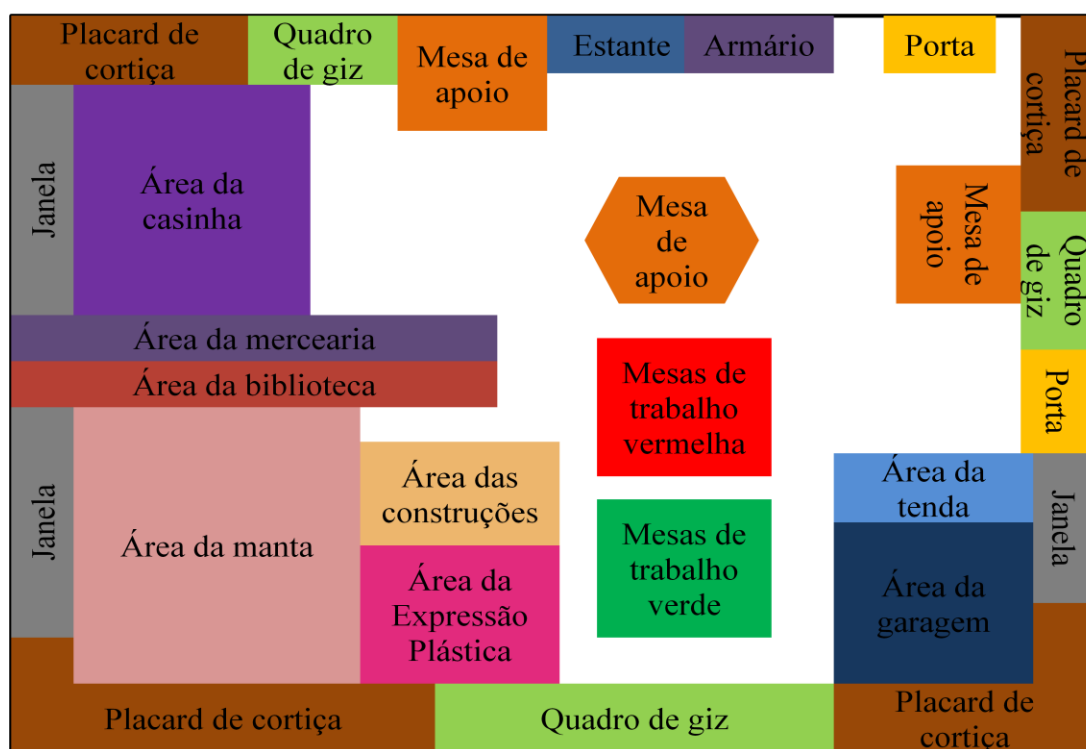 Placard de
cortiça
Quadro
de giz
Mesa de
apoio
Estante
Armário
Porta
Placard de
cortiça
Janela
Área da
casinha
Mesa
de
apoio
Mesa de
apoio
Quadro
de giz
Área da mercearia
Área da biblioteca
Mesas de
trabalho
vermelha
Porta
Janela
Área da manta
Área das
construções
Área da
Expressão
Plástica
Mesas de
trabalho
verde
Área da
tenda
Área da
garagem
Janela
Placard de cortiça
Quadro de giz
Placard de
cortiça